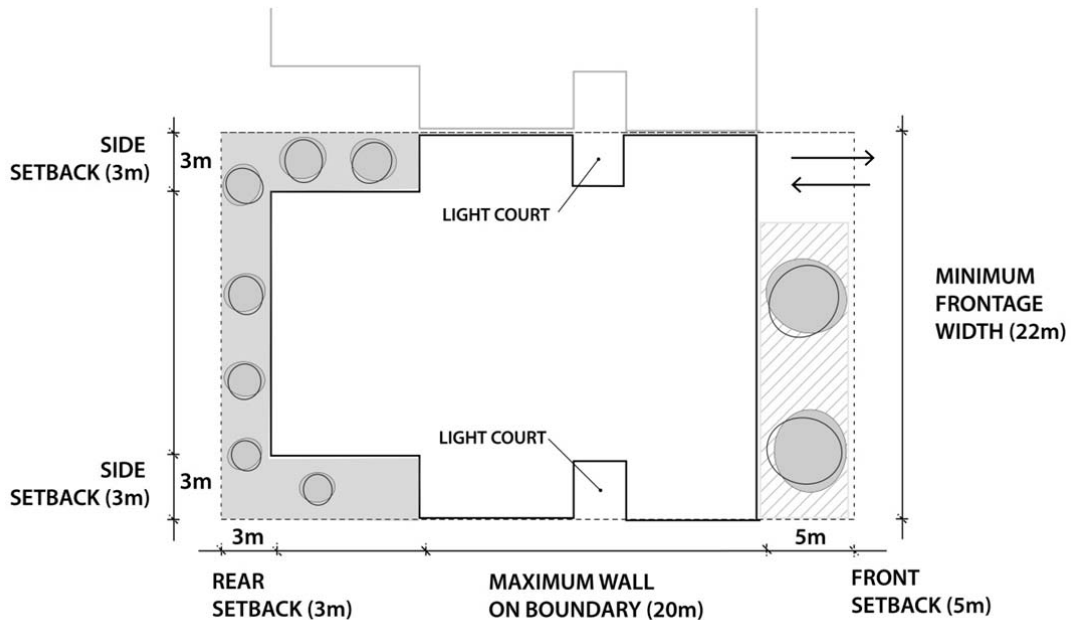 SIDE
SETBACK (3m)
3m
LIGHT COURT
MINIMUM
FRONTAGE
WIDTH (22m)
LIGHT COURT
SIDE
SETBACK (3m)
3m
3m
5m
REAR
SETBACK (3m)
MAXIMUM WALL
ON BOUNDARY (20m)
FRONT
SETBACK (5m)